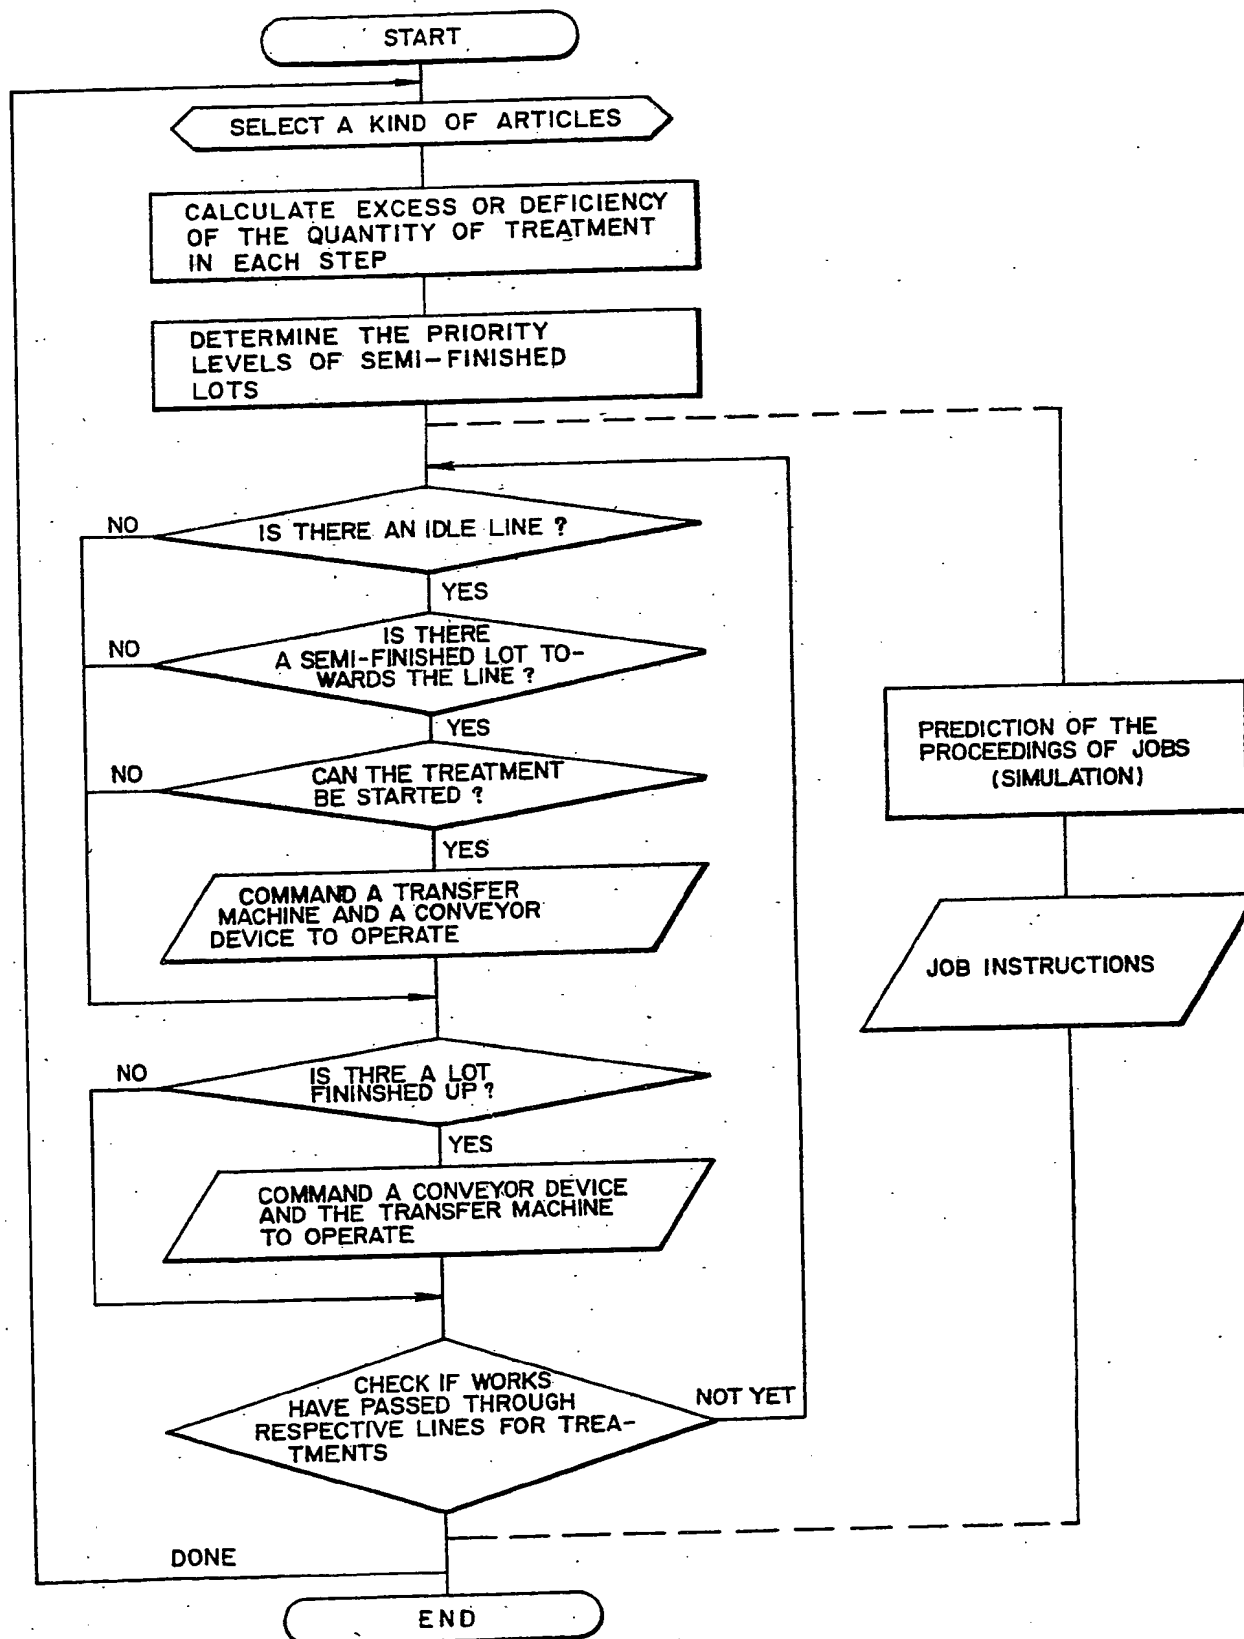 START
SELECT A KIND OF ARTICLES
CALCULATE EXCESS OR DEFICIENCY
OF THE QUANTITY OF TREATMENT
IN EACH STEP
DETERMINE THE PRIORITY
LEVELS OF SEMI-FINISHED
LOTS
NO
IS THERE AN IDLE LINE ?
YES
NO
IS THERE
A SEMI-FINISHED LOT TO-
WARDS THE LINE ?
YES
NO
CAN THE TREATMENT
BE STARTED ?
YES
COMMAND A TRANSFER
MACHINE AND A CONVEYOR
DEVICE TO OPERATE
PREDICTION OF THE
PROCEEDINGS OF JOBS
(SIMULATION)
JOB INSTRUCTIONS
NO
IS THRE A LOT
FININSHED UP ?
YES
COMMAND A CONVEYOR DEVICE
AND THE TRANSFER MACHINE
TO OPERATE
CHECK IF WORKS
HAVE PASSED THROUGH
RESPECTIVE LINES FOR TREA-
TMENTS
NOT YET
DONE
END